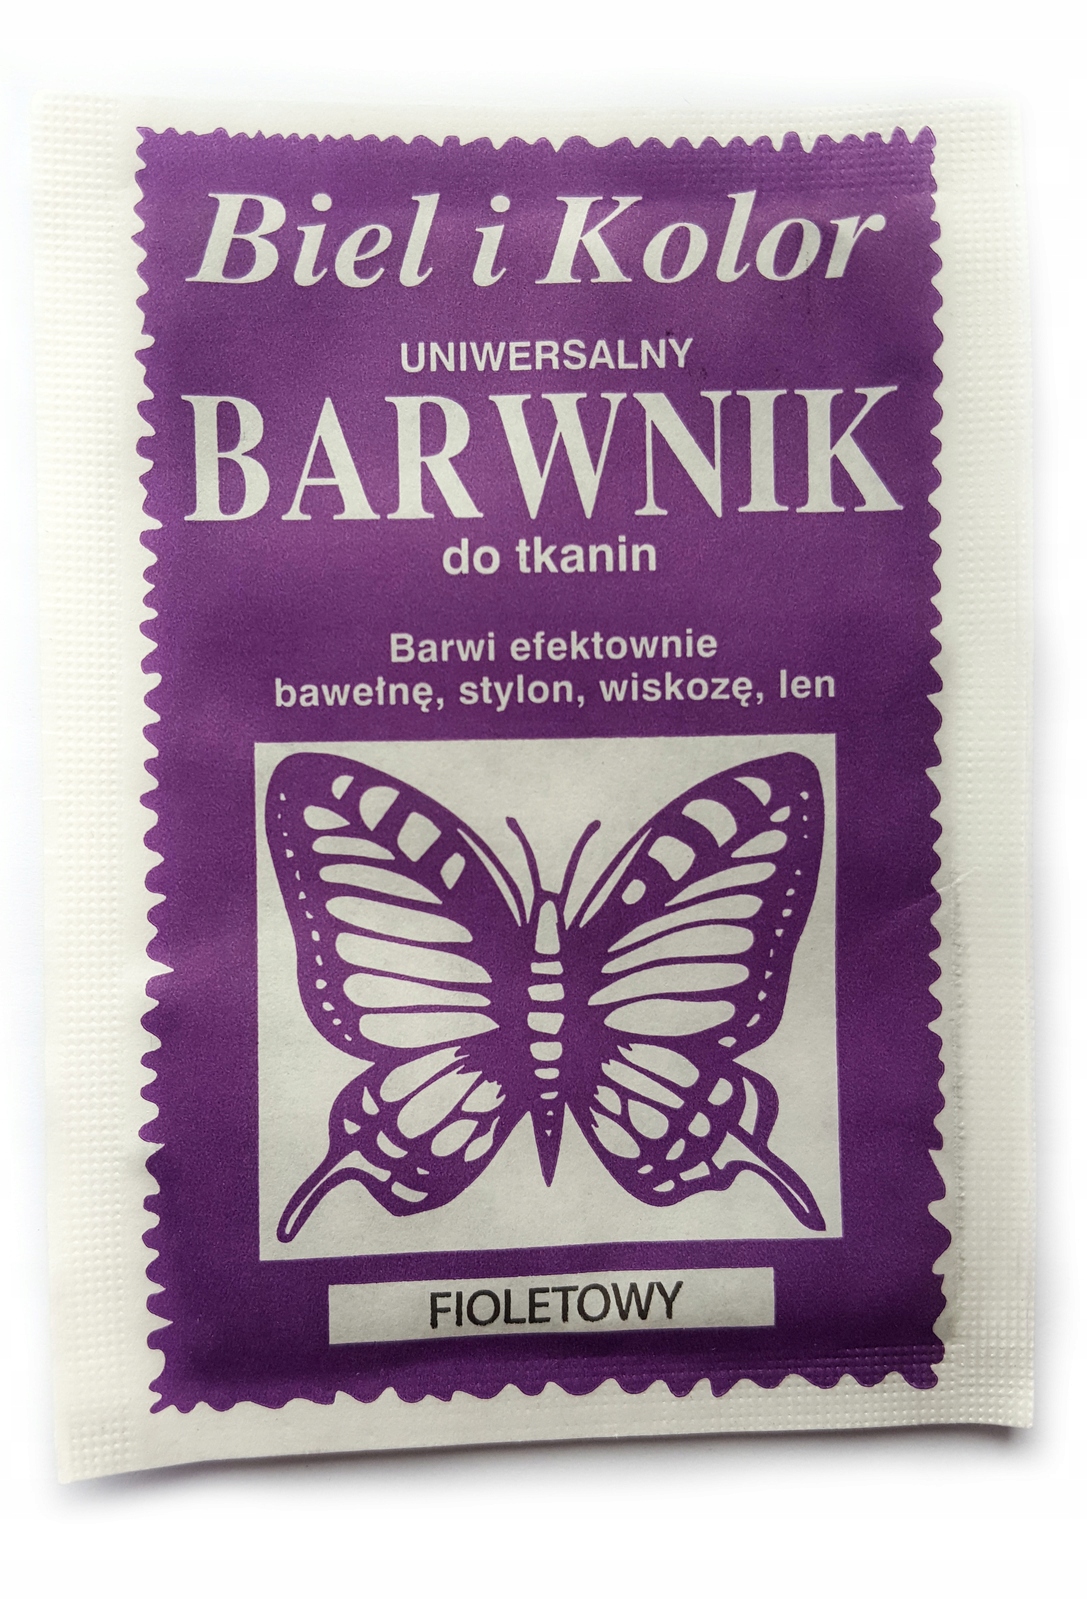 Biel i Kolor
UNIWERSALNY
BARWNIK
do tkanin
Barwi efektownie
bawełnę, stylon, wiskozę, len
FIOLETOWY